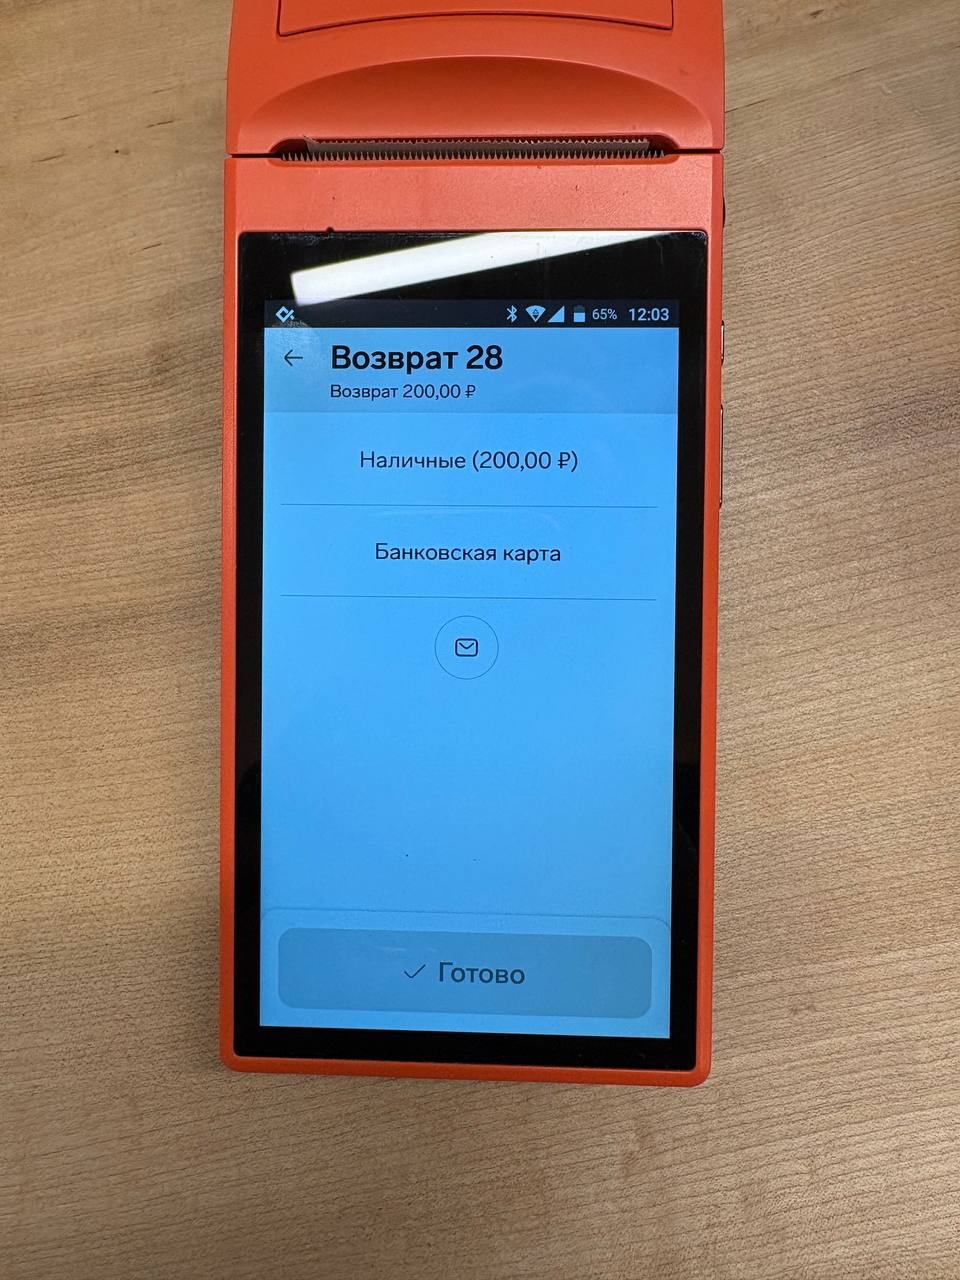 65% 12:03
Возврат 28
Возврат 200,00 ₽
Наличные (200,00 ₽)
Банковская карта
Готово